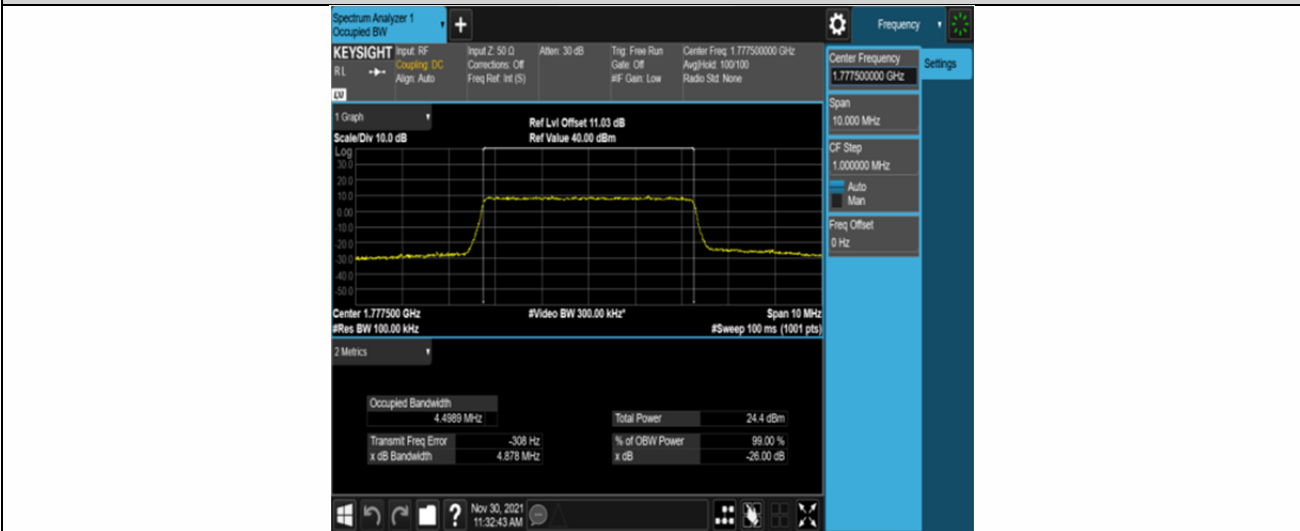 Spectrum Analyzer 1
Occupied BW
+
Frequency
KEYSIGHT
R L
Input: RF
Coupling: DC
Align: Auto
Input Z: 50 Ω
Corrections: Off
Freq Ref: Int (S)
Atten: 30 dB
Trig: Free Run
Gate: Off
#IF Gain: Low
Center Freq: 1.777500000 GHz
Avg|Hold: 100/100
Radio Std: None
1 Graph
Scale/Div 10.0 dB
Ref Lvl Offset 11.03 dB
Ref Value 40.00 dBm
Log
30.0
20.0
10.0
0.00
-10.0
-20.0
-30.0
-40.0
-50.0
Center 1.777500 GHz
#Res BW 100.00 kHz
#Video BW 300.00 kHz*
Span 10 MHz
#Sweep 100 ms (1001 pts)
2 Metrics
Occupied Bandwidth
4.4989 MHz
Transmit Freq Error -308 Hz
x dB Bandwidth 4.878 MHz
Total Power 24.4 dBm
% of OBW Power 99.00 %
x dB -26.00 dB
Center Frequency
1.777500000 GHz
Settings
Span
10.000 MHz
CF Step
1.000000 MHz
Auto
Man
Freq Offset
0 Hz
?
Nov 30, 2021
11:32:43 AM